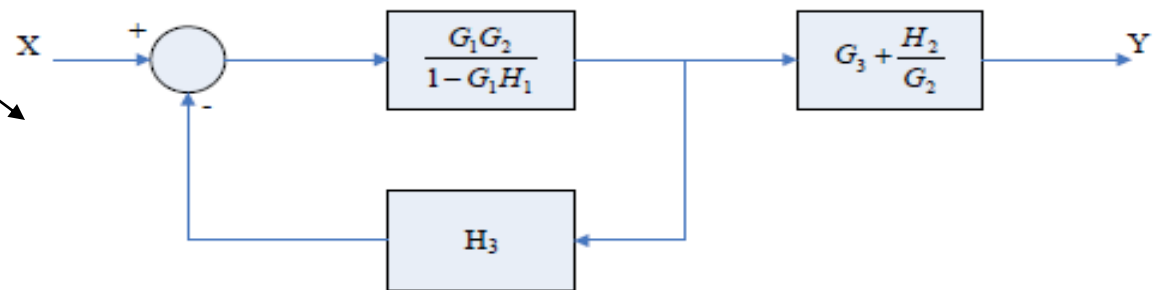 X + G₁G₂ / (1 − G₁H₁) G₃ + H₂/G₂ Y
-
H₃